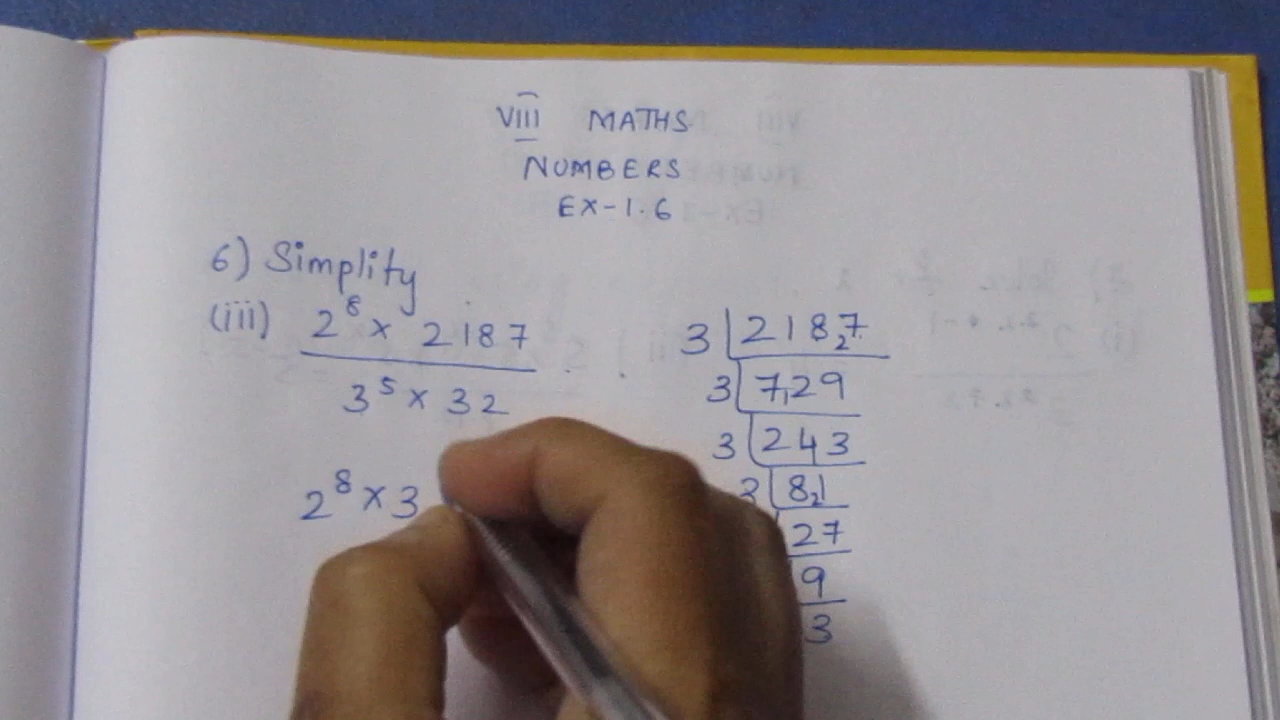 VIII MATHS
NUMBERS
EX-1.6
6) Simplify
(iii) 2⁸ × 2187
3⁵ × 32
2⁸ × 3
3 | 2187
3 | 729
3 | 243
3 | 81
27
9
3